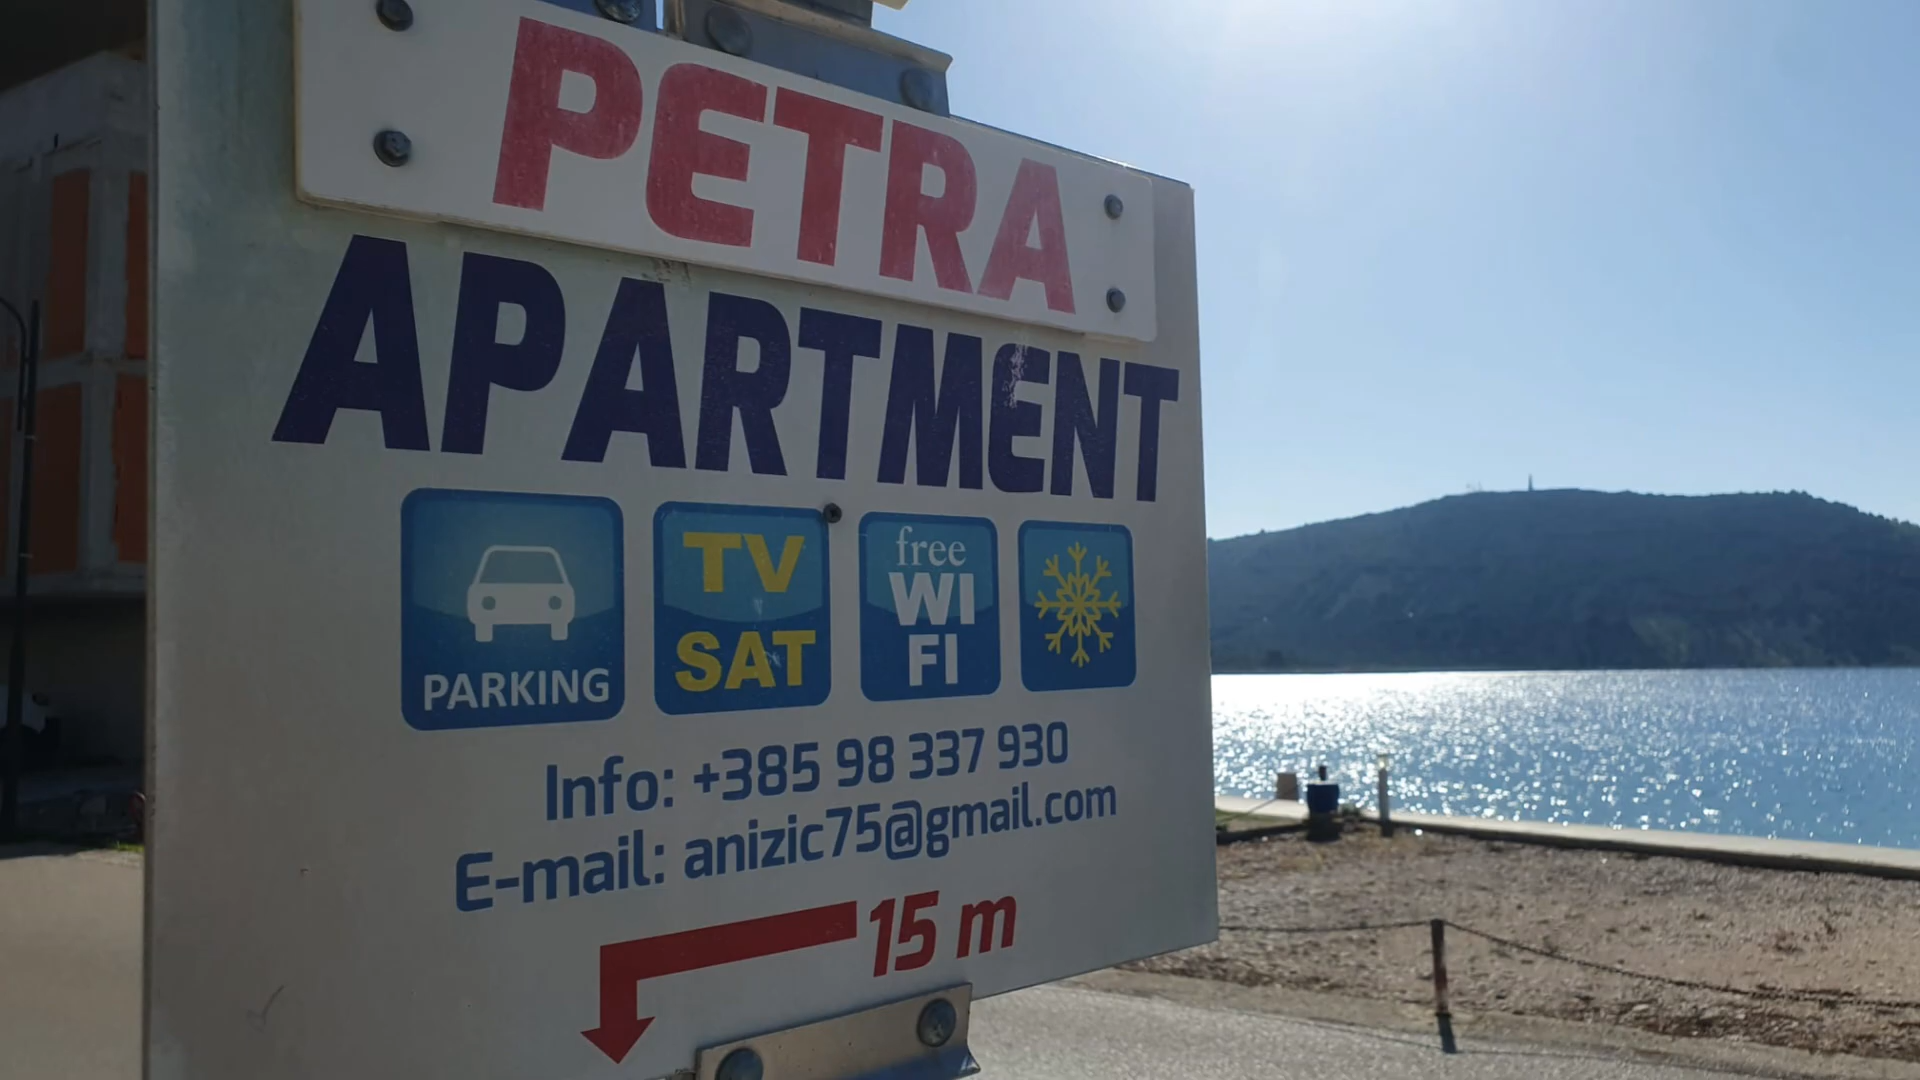 PETRA
APARTMENT
PARKING
TV
SAT
free
WI
FI
Info: +385 98 337 930
E-mail: anizic75@gmail.com
15 m